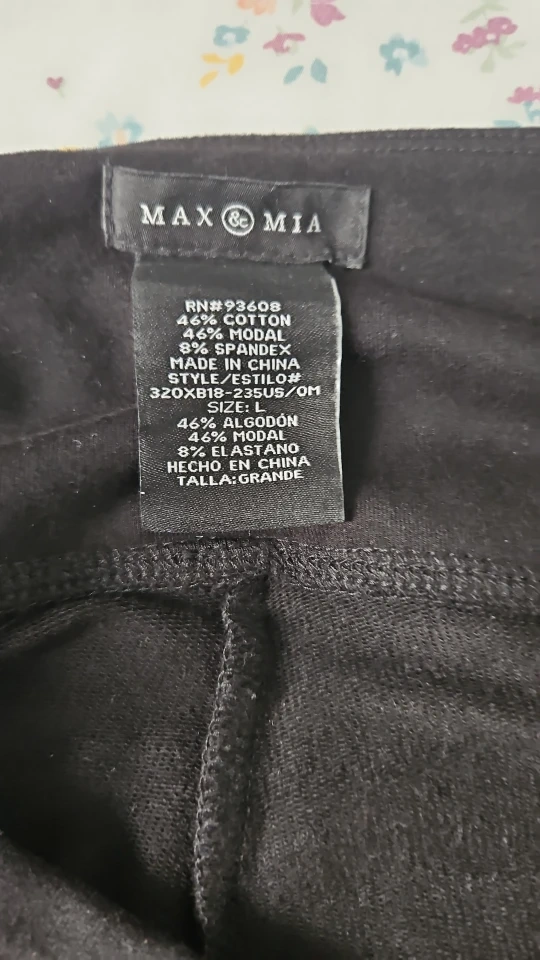 MAX & MIA
RN#93608
46% COTTON
46% MODAL
8% SPANDEX
MADE IN CHINA
STYLE/ESTILO#
320XB18-235US/OM
SIZE: L
46% ALGODÓN
46% MODAL
8% ELASTANO
HECHO EN CHINA
TALLA:GRANDE